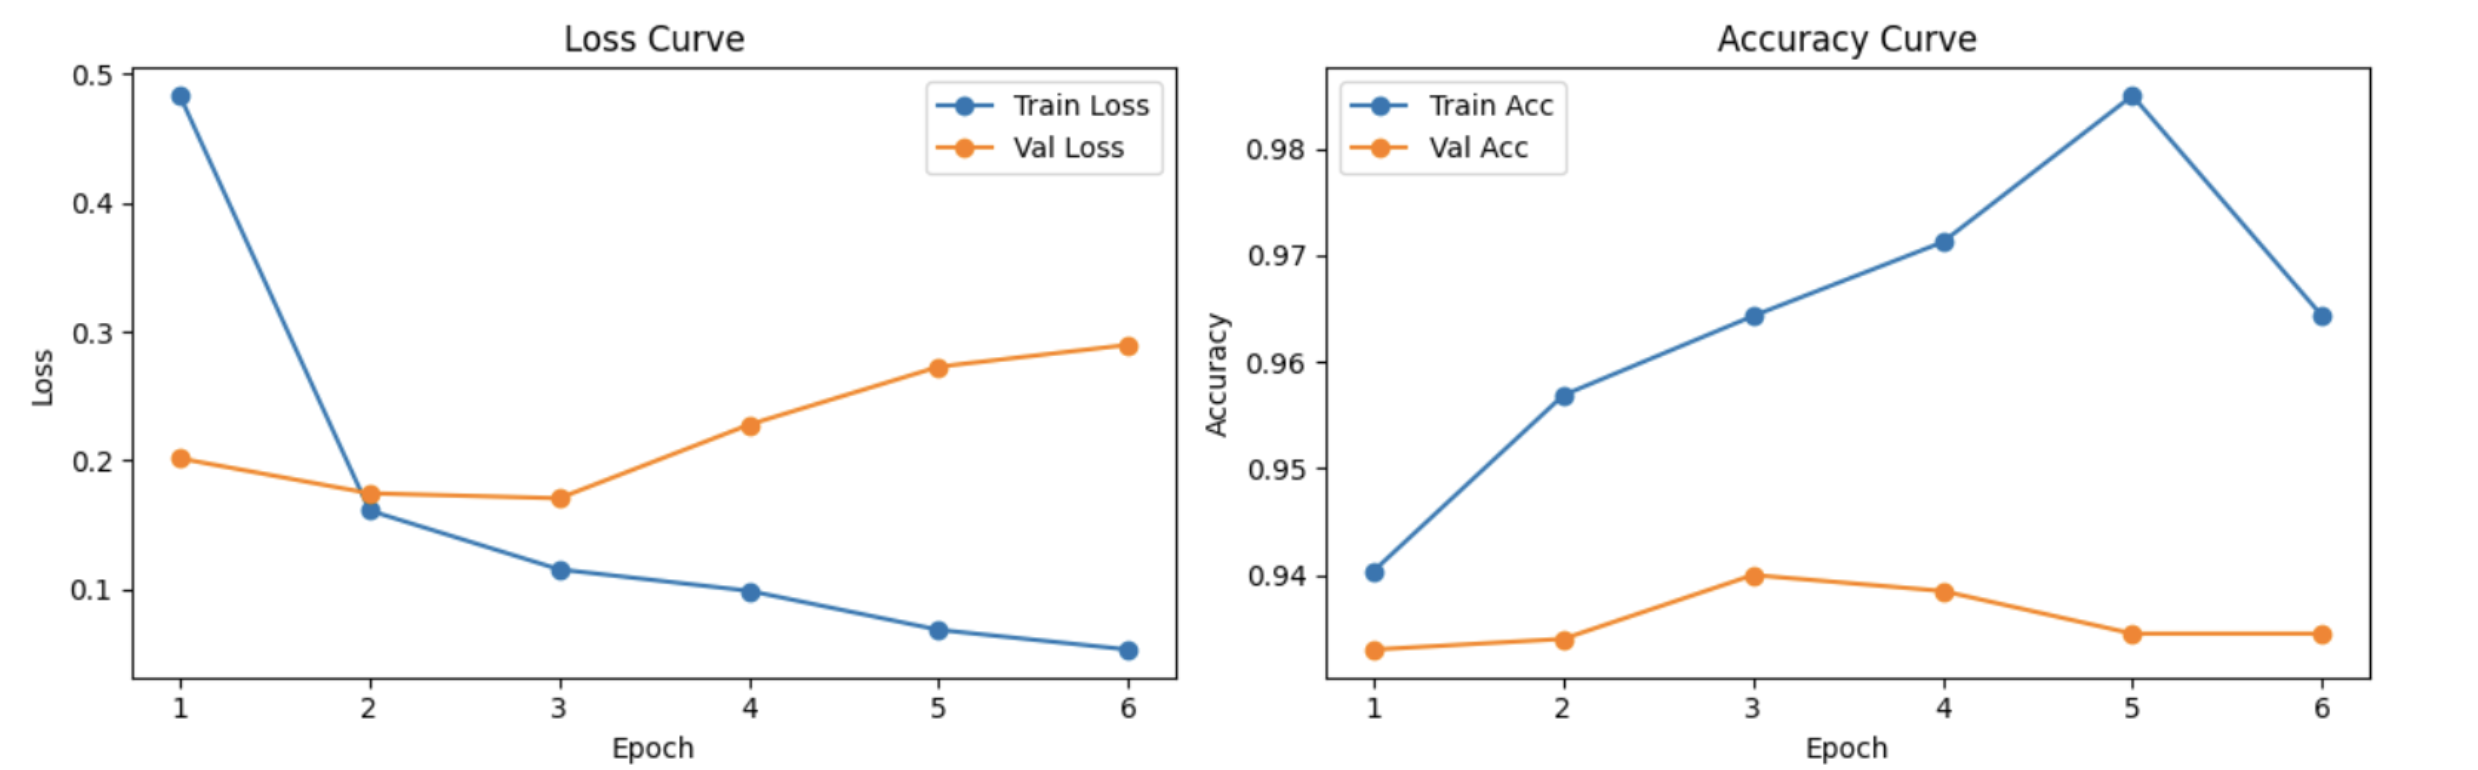 Loss Curve
0.5
0.4
0.3
0.2
0.1
Loss
Train Loss
Val Loss
1 2 3 4 5 6
Epoch
Accuracy Curve
0.98
0.97
0.96
0.95
0.94
Accuracy
Train Acc
Val Acc
1 2 3 4 5 6
Epoch